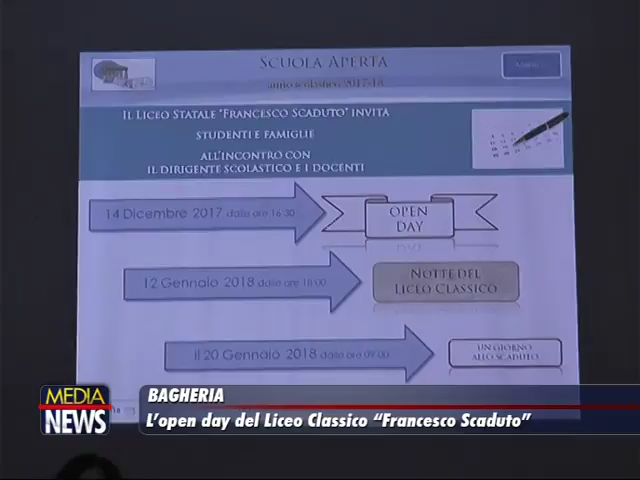 SCUOLA APERTA
anno scolastico 2017-18
IL LICEO STATALE "FRANCESCO SCADUTO" INVITA
STUDENTI E FAMIGLIE
ALL'INCONTRO CON
IL DIRIGENTE SCOLASTICO E I DOCENTI
14 Dicembre 2017 dalle ore 16:30
OPEN
DAY
12 Gennaio 2018 dalle ore 18:00
NOTTE DEL
LICEO CLASSICO
il 20 Gennaio 2018 dalle ore 09:00
UN GIORNO
ALLO SCADUTO
MEDIA
NEWS
BAGHERIA
L'open day del Liceo Classico "Francesco Scaduto"